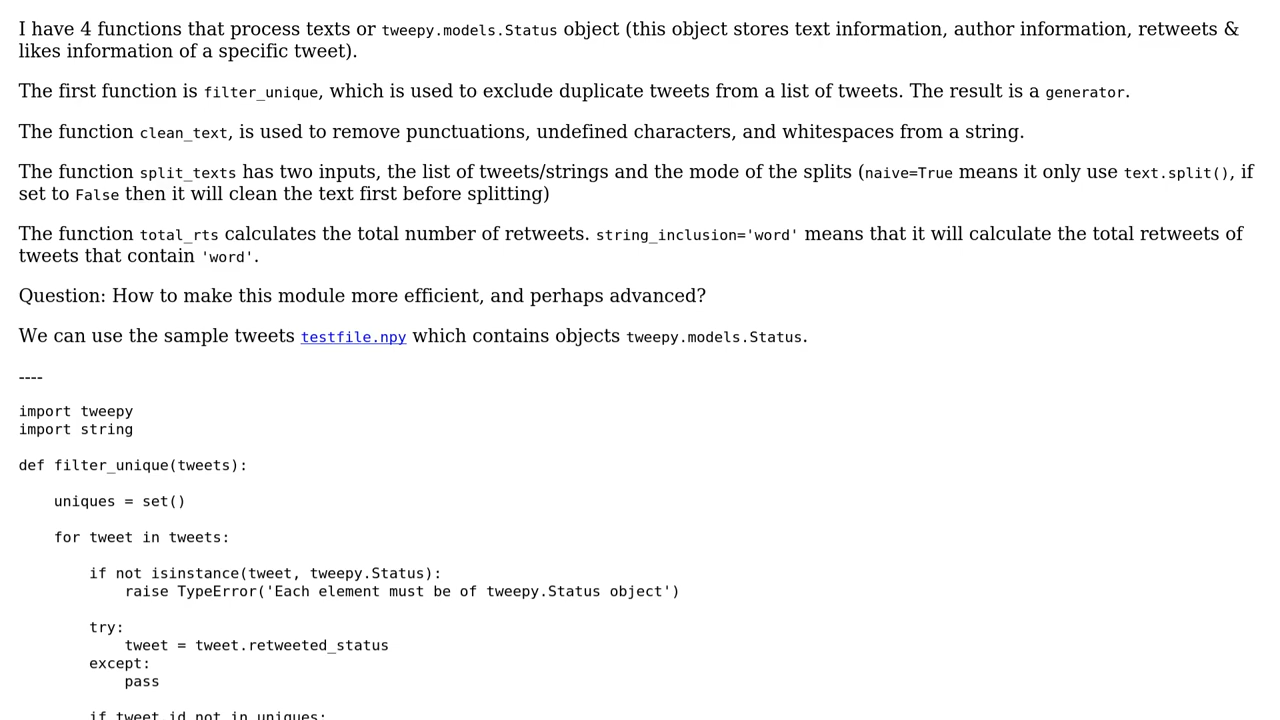 I have 4 functions that process texts or tweepy.models.Status object (this object stores text information, author information, retweets &
likes information of a specific tweet).
The first function is filter_unique, which is used to exclude duplicate tweets from a list of tweets. The result is a generator.
The function clean_text, is used to remove punctuations, undefined characters, and whitespaces from a string.
The function split_texts has two inputs, the list of tweets/strings and the mode of the splits (naive=True means it only use text.split(), if
set to False then it will clean the text first before splitting)
The function total_rts calculates the total number of retweets. string_inclusion='word' means that it will calculate the total retweets of
tweets that contain 'word'.
Question: How to make this module more efficient, and perhaps advanced?
We can use the sample tweets testfile.npy which contains objects tweepy.models.Status.
----
import tweepy
import string
def filter_unique(tweets):
    uniques = set()
    for tweet in tweets:
        if not isinstance(tweet, tweepy.Status):
            raise TypeError('Each element must be of tweepy.Status object')
        try:
            tweet = tweet.retweeted_status
        except:
            pass
        if tweet.id not in uniques: